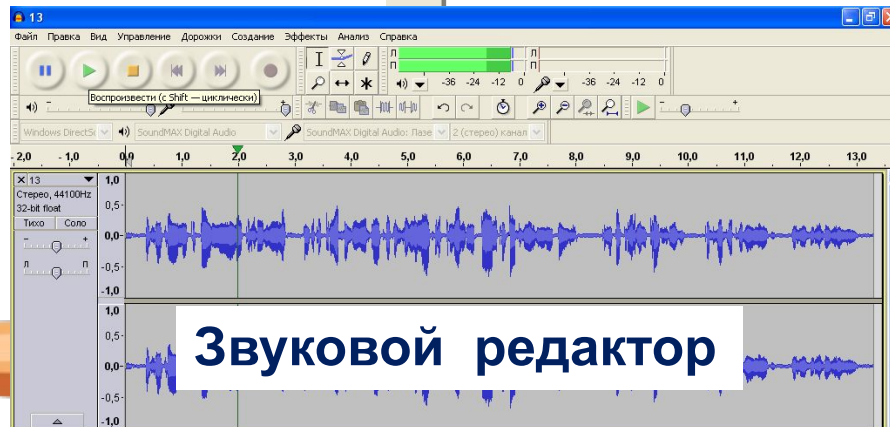 13
Файл Правка Вид Управление Дорожки Создание Эффекты Анализ Справка
Л
П
-36 -24 -12 0
-36 -24 -12 0
Воспроизвести (с Shift — циклически)
Windows DirectSo
SoundMAX Digital Audio
SoundMAX Digital Audio: Пазе
2 (стерео) канал
- 2,0 - 1,0 0,0 1,0 2,0 3,0 4,0 5,0 6,0 7,0 8,0 9,0 10,0 11,0 12,0 13,0
13
Стерео, 44100Hz
32-bit float
Тихо Соло
- +
Л П
1,0
0,5
0,0
-0,5
-1,0
1,0
0,5
0,0
-0,5
-1,0
Звуковой редактор